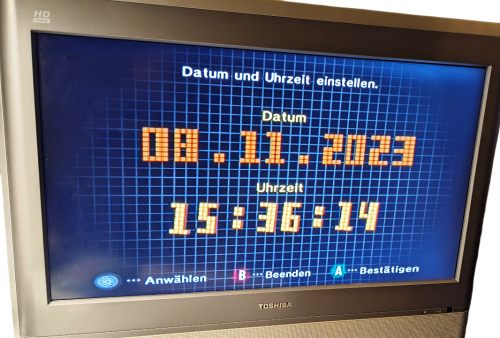 HD
Datum und Uhrzeit einstellen.
Datum
08.11.2023
Uhrzeit
15:36:14
... Anwählen B ... Beenden A ... Bestätigen
TOSHIBA